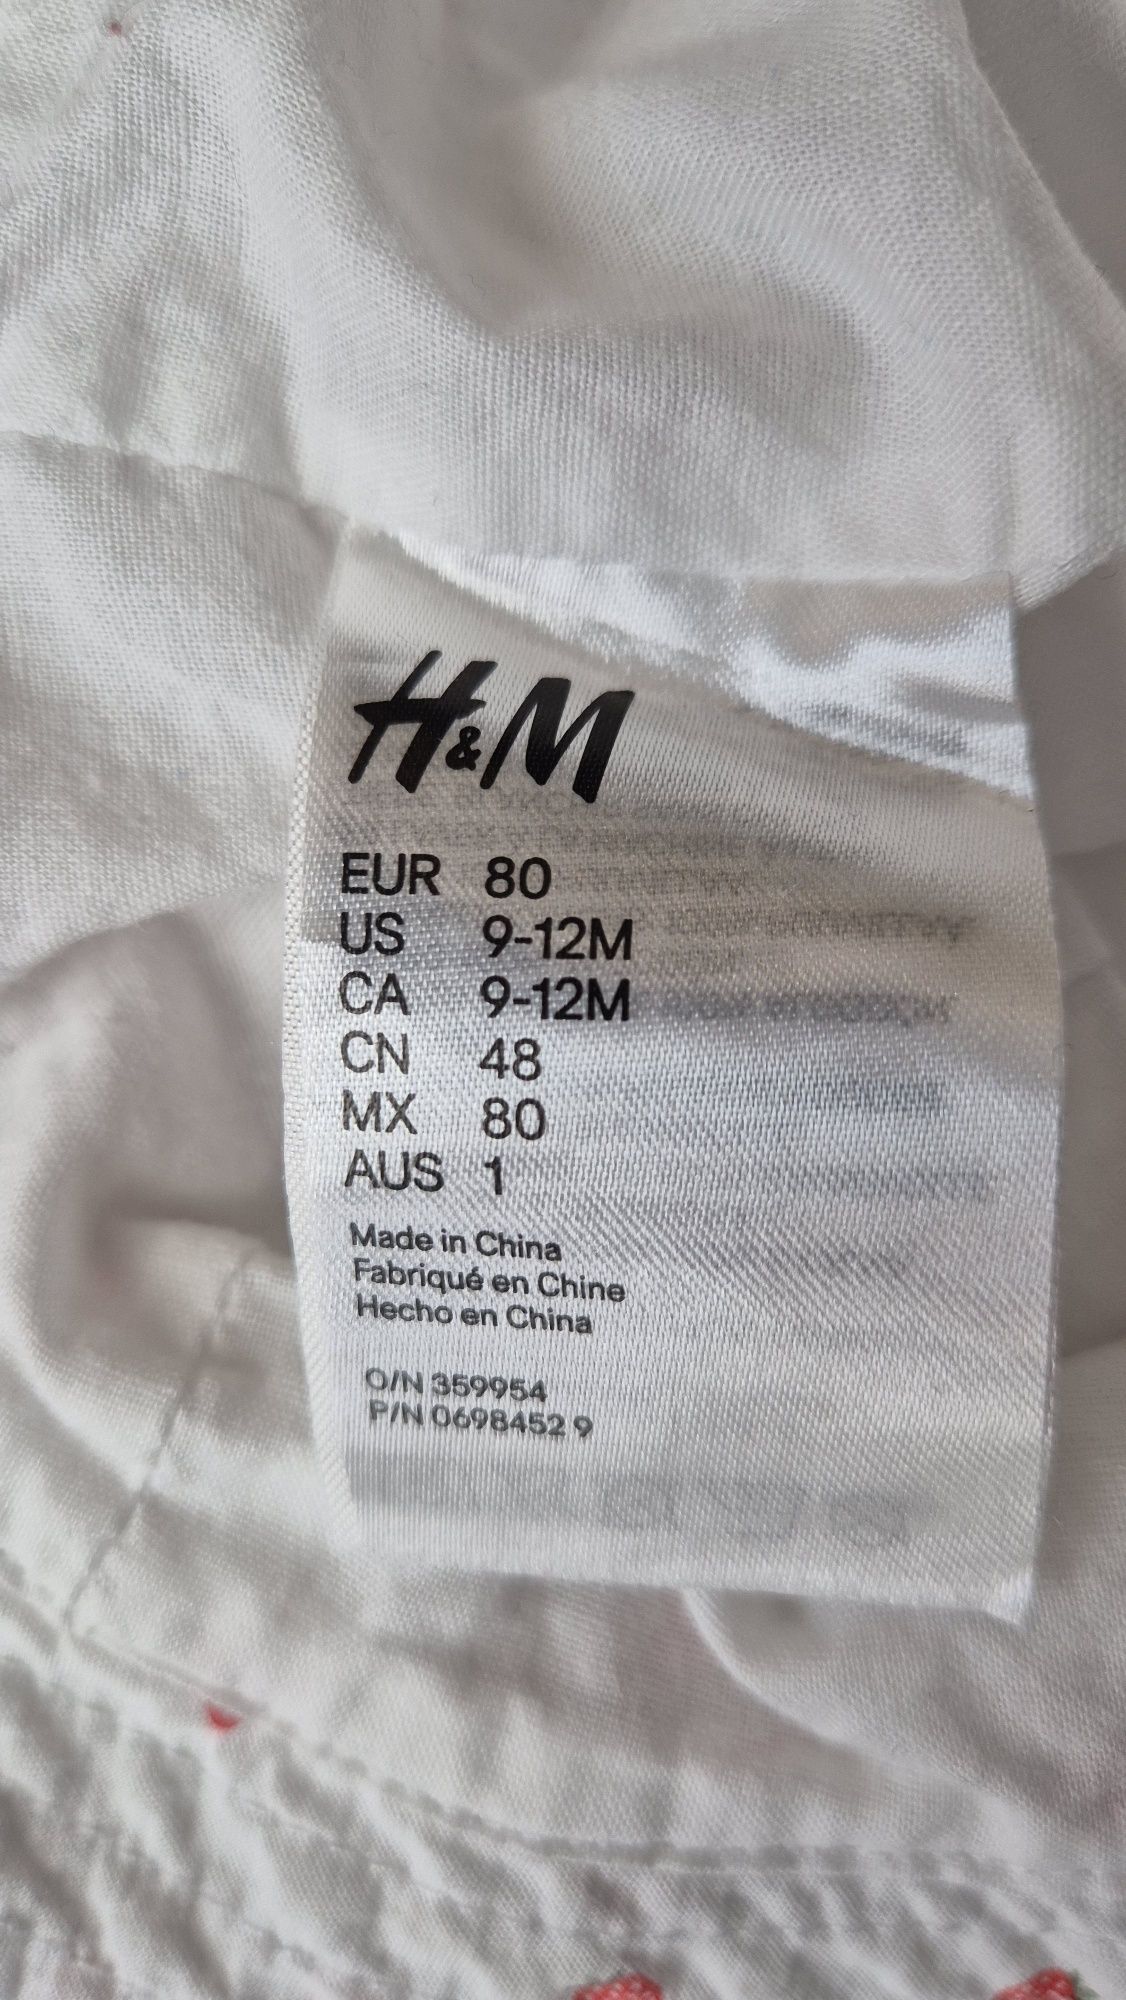 H&M
EUR 80
US 9-12M
CA 9-12M
CN 48
MX 80
AUS 1
Made in China
Fabriqué en Chine
Hecho en China
O/N 359954
P/N 0698452 9